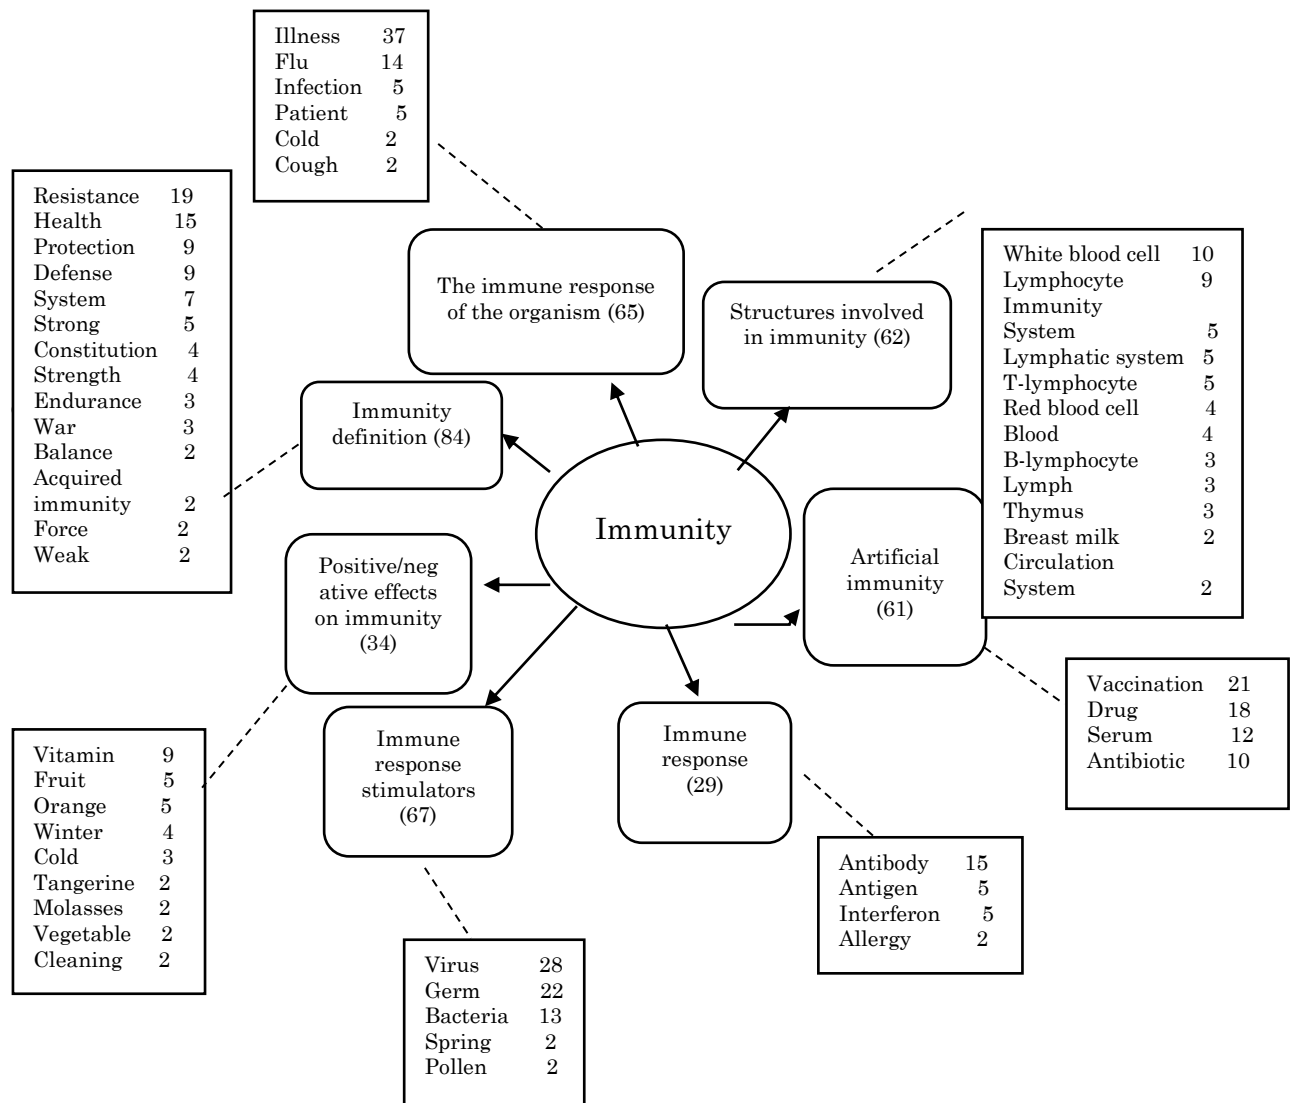 Illness 37
Flu 14
Infection 5
Patient 5
Cold 2
Cough 2
Resistance 19
Health 15
Protection 9
Defense 9
System 7
Strong 5
Constitution 4
Strength 4
Endurance 3
War 3
Balance 2
Acquired
immunity 2
Force 2
Weak 2
The immune response
of the organism (65)
Structures involved
in immunity (62)
White blood cell 10
Lymphocyte 9
Immunity
System 5
Lymphatic system 5
T-lymphocyte 5
Red blood cell 4
Blood 4
B-lymphocyte 3
Lymph 3
Thymus 3
Breast milk 2
Circulation
System 2
Immunity
definition (84)
Immunity
Artificial
immunity
(61)
Positive/neg
ative effects
on immunity
(34)
Vaccination 21
Drug 18
Serum 12
Antibiotic 10
Immune
response
stimulators
(67)
Immune
response
(29)
Vitamin 9
Fruit 5
Orange 5
Winter 4
Cold 3
Tangerine 2
Molasses 2
Vegetable 2
Cleaning 2
Antibody 15
Antigen 5
Interferon 5
Allergy 2
Virus 28
Germ 22
Bacteria 13
Spring 2
Pollen 2